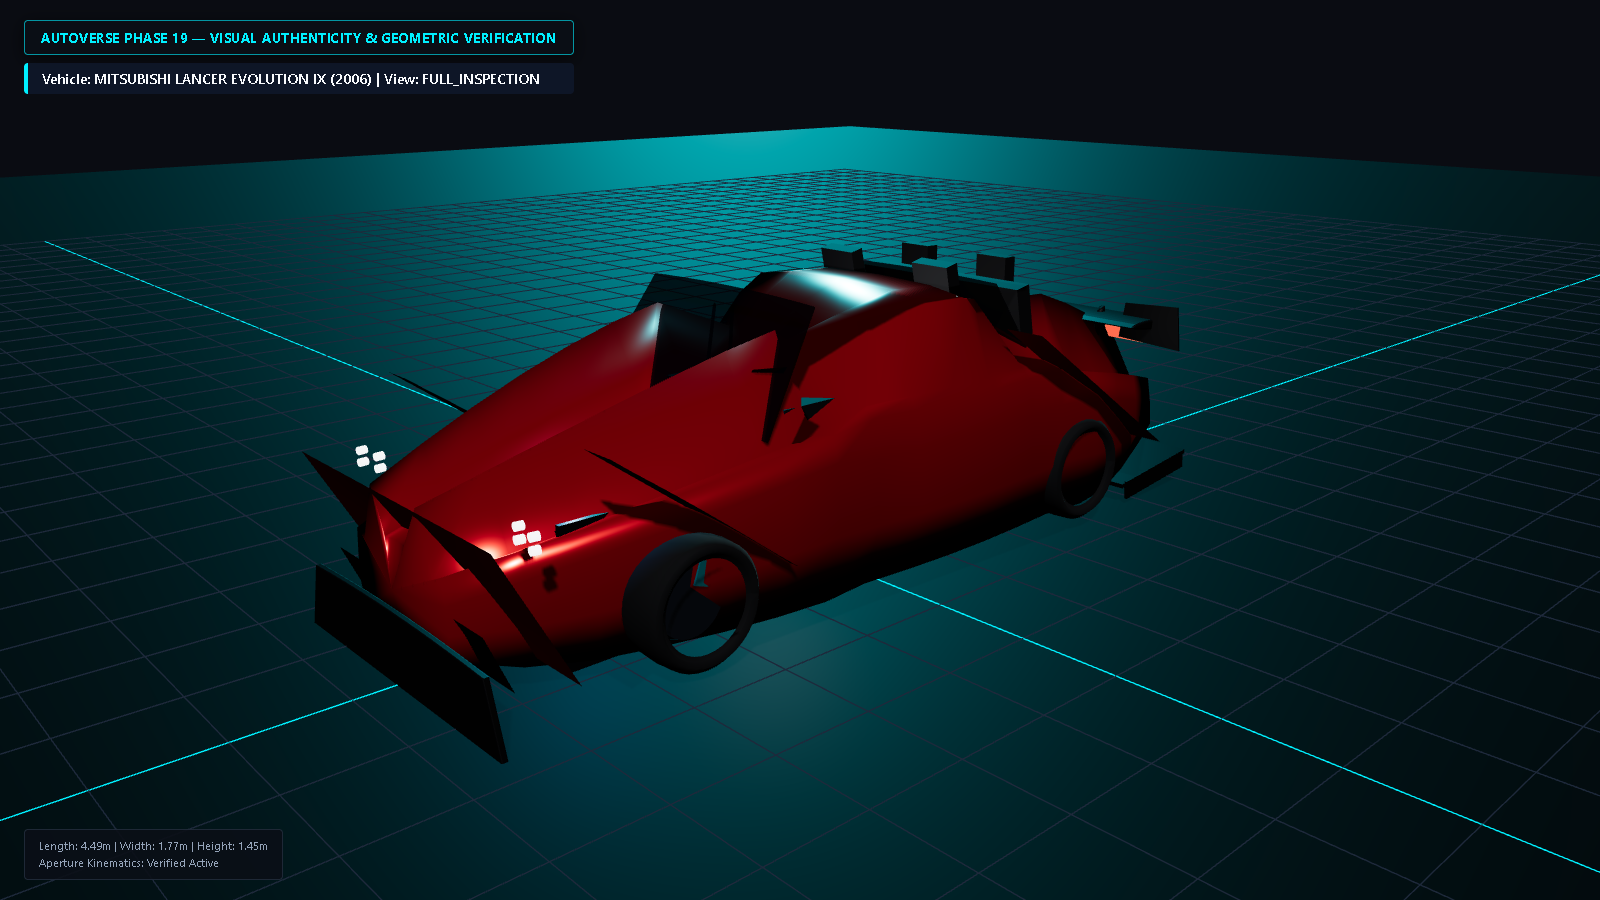 AUTOVERSE PHASE 19 — VISUAL AUTHENTICITY & GEOMETRIC VERIFICATION
Vehicle: MITSUBISHI LANCER EVOLUTION IX (2006) | View: FULL_INSPECTION
Length: 4.49m | Width: 1.77m | Height: 1.45m
Aperture Kinematics: Verified Active